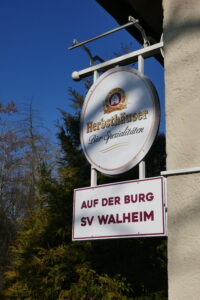 Herbsthäuser
Bier-Spezialitäten
AUF DER BURG
SV WALHEIM